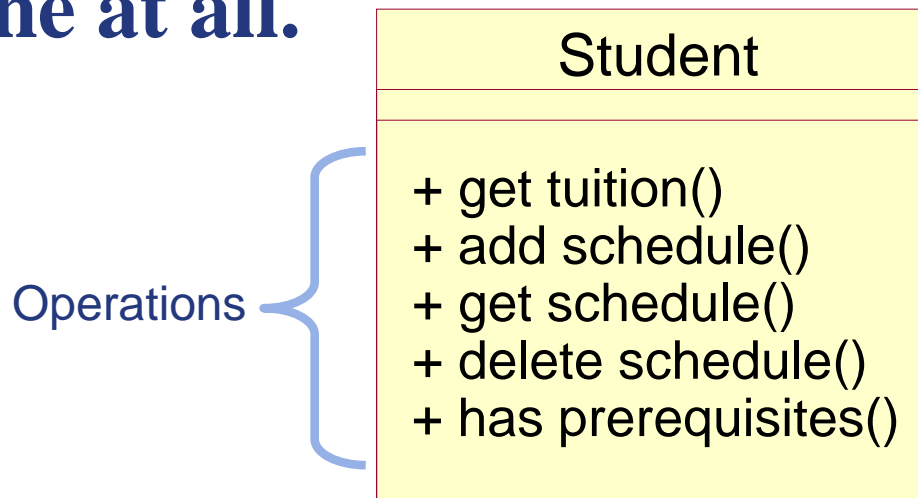 he at all.
Student
+ get tuition()
+ add schedule()
Operations
+ get schedule()
+ delete schedule()
+ has prerequisites()